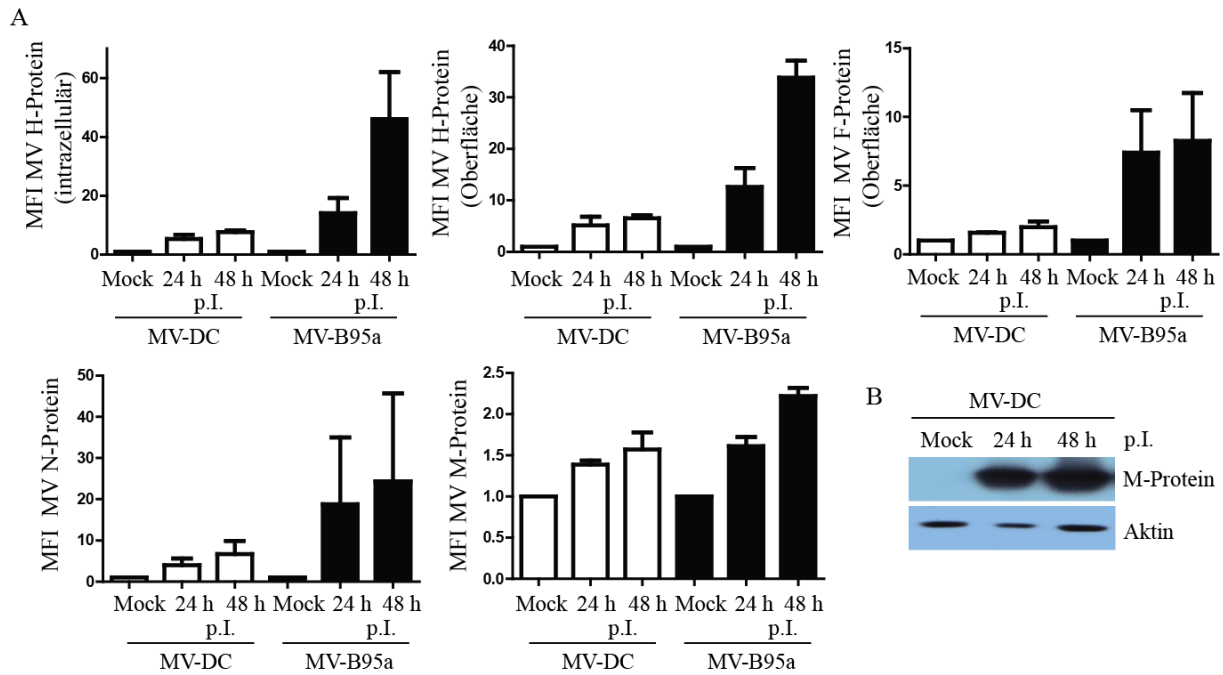 A
MFI MV H-Protein
(intrazellulär)
60
40
20
0
Mock 24 h 48 h Mock 24 h 48 h
p.I. p.I.
MV-DC MV-B95a
MFI MV H-Protein
(Oberfläche)
40
30
20
10
0
Mock 24 h 48 h Mock 24 h 48 h
p.I. p.I.
MV-DC MV-B95a
MFI MV F-Protein
(Oberfläche)
15
10
5
0
Mock 24 h 48 h Mock 24 h 48 h
p.I. p.I.
MV-DC MV-B95a
MFI MV N-Protein
50
40
30
20
10
0
Mock 24 h 48 h Mock 24 h 48 h
p.I. p.I.
MV-DC MV-B95a
MFI MV M-Protein
2.5
2.0
1.5
1.0
0.5
0.0
Mock 24 h 48 h Mock 24 h 48 h
p.I. p.I.
MV-DC MV-B95a
B
MV-DC
Mock 24 h 48 h p.I.
M-Protein
Aktin